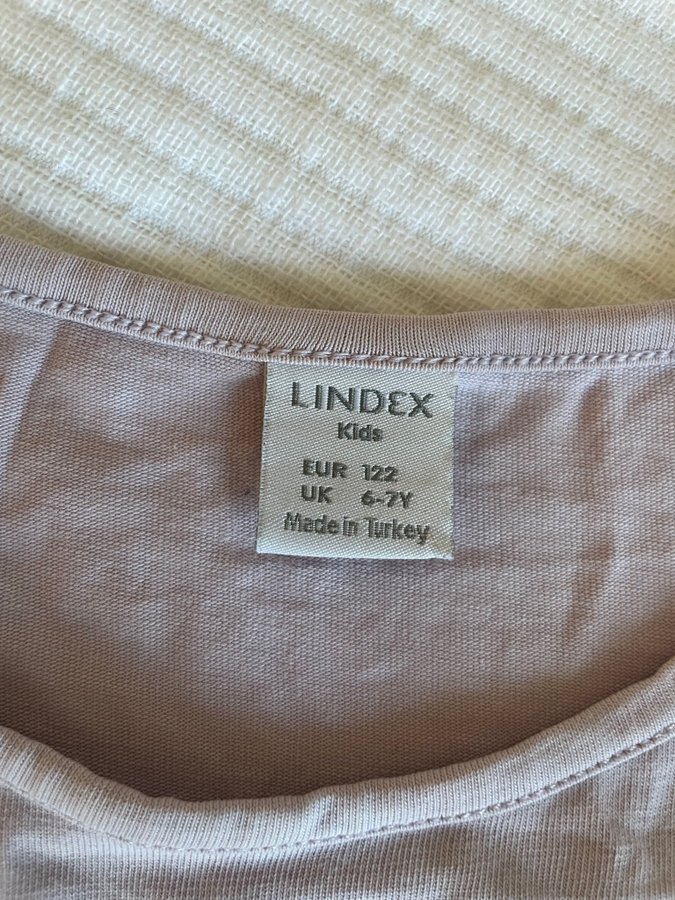 LINDEX
Kids
EUR 122
UK 6-7Y
Made in Turkey